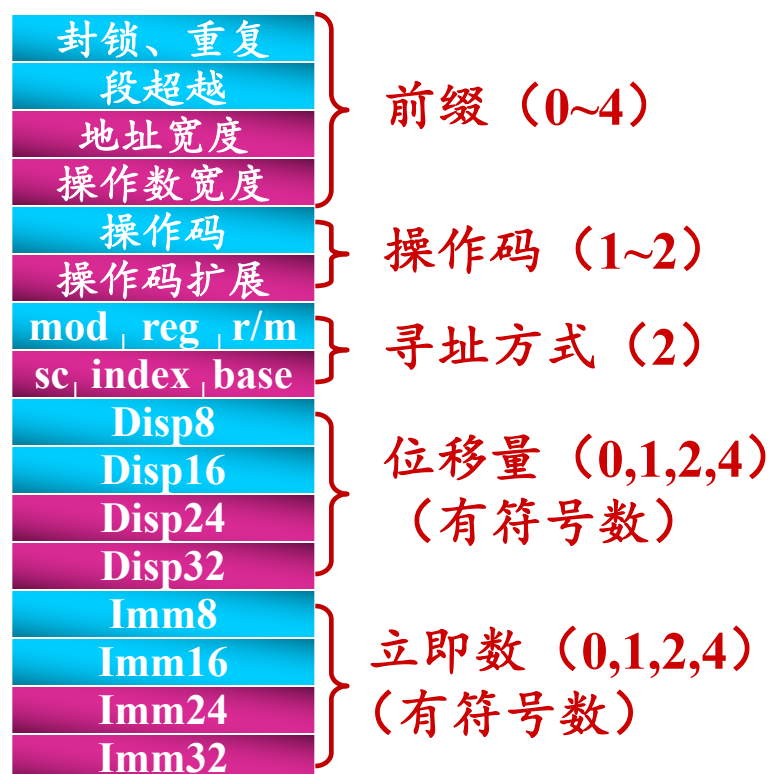 封锁、重复
段超越
地址宽度
操作数宽度
前缀（0~4）
操作码
操作码扩展
操作码（1~2）
mod reg r/m
sc index base
寻址方式（2）
Disp8
Disp16
Disp24
Disp32
位移量（0,1,2,4）
（有符号数）
Imm8
Imm16
Imm24
Imm32
立即数（0,1,2,4）
（有符号数）